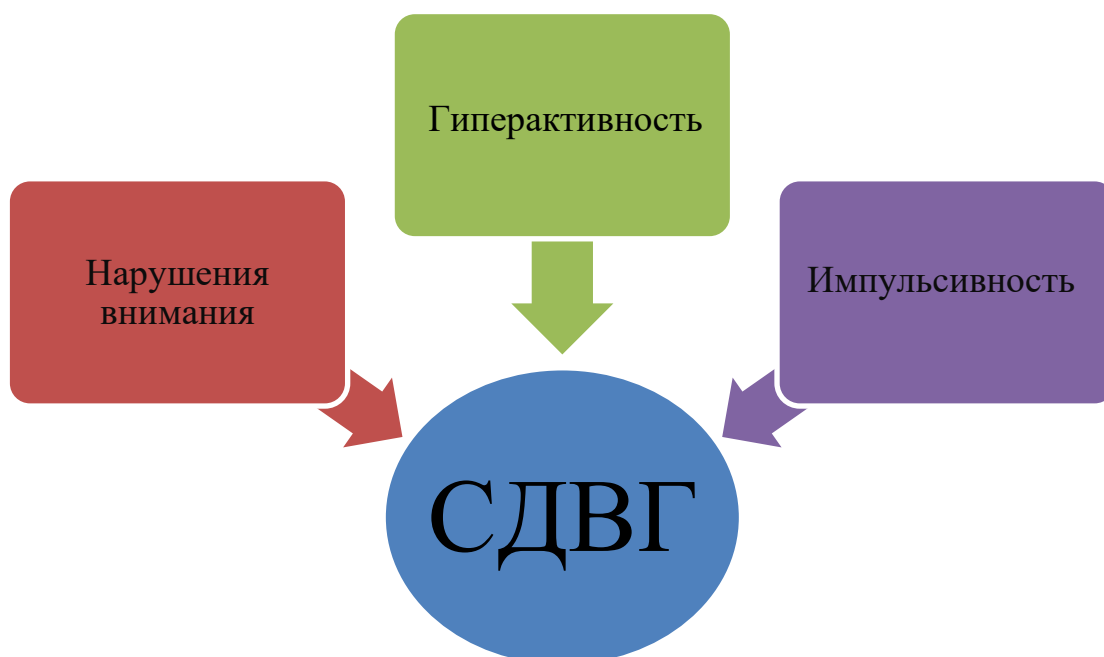 Гиперактивность
Нарушения
внимания
Импульсивность
СДВГ